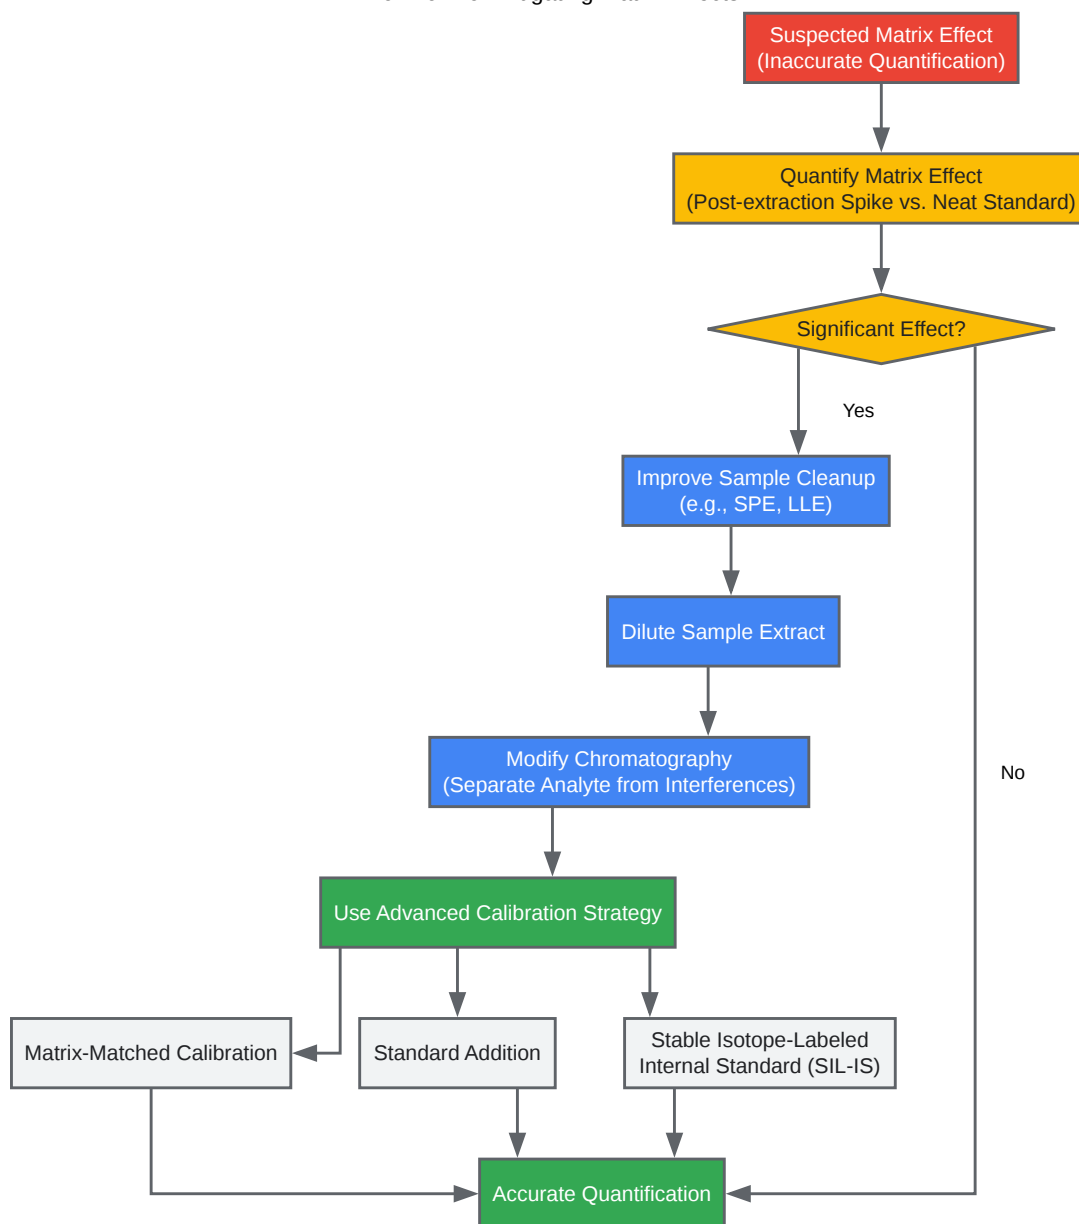 Suspected Matrix Effect
(Inaccurate Quantification)
Quantify Matrix Effect
(Post-extraction Spike vs. Neat Standard)
Significant Effect?
Yes
Improve Sample Cleanup
(e.g., SPE, LLE)
Dilute Sample Extract
Modify Chromatography
(Separate Analyte from Interferences)
No
Use Advanced Calibration Strategy
Matrix-Matched Calibration
Standard Addition
Stable Isotope-Labeled
Internal Standard (SIL-IS)
Accurate Quantification